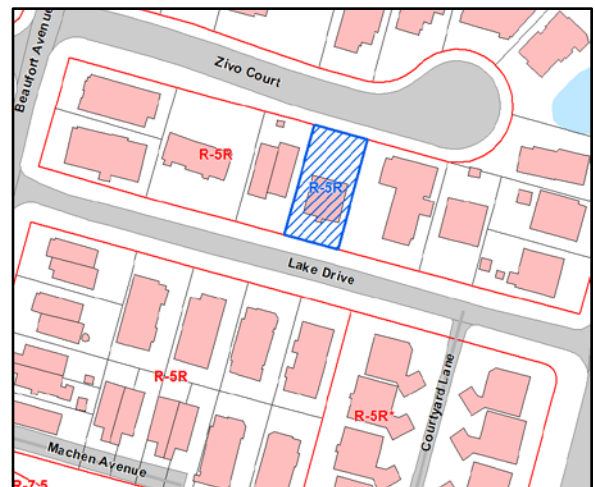 Beaufort Avenue
Zivo Court
R-5R
R-5R
Lake Drive
R-5R
R-5R*
Courtyard Lane
Machen Avenue
R-7.5